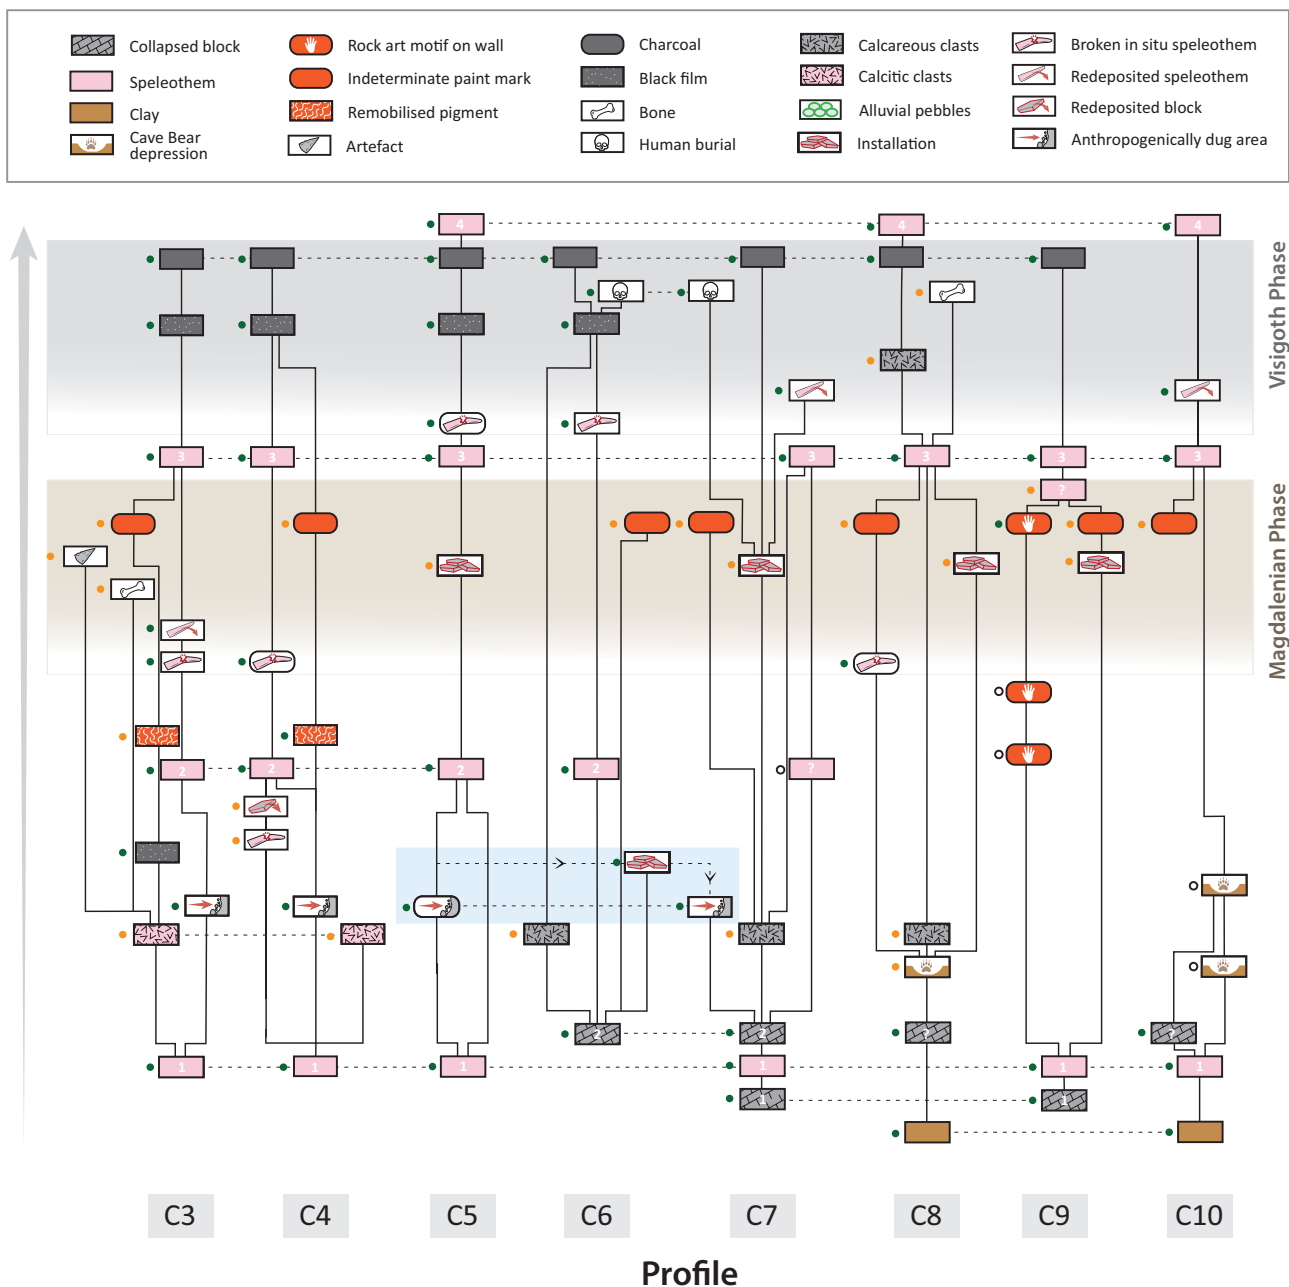 Collapsed block
Speleothem
Clay
Cave Bear
depression
Rock art motif on wall
Indeterminate paint mark
Remobilised pigment
Artefact
Charcoal
Black film
Bone
Human burial
Calcareous clasts
Calcitic clasts
Alluvial pebbles
Installation
Broken in situ speleothem
Redeposited speleothem
Redeposited block
Anthropogenically dug area
4 4 4
Visigoth Phase
3 3 3 3 3 3 3
?
Magdalenian Phase
2 2 2 2 ?
2 2 ? ?
1 1 1 1 1 1
1 1
C3 C4 C5 C6 C7 C8 C9 C10
Profile